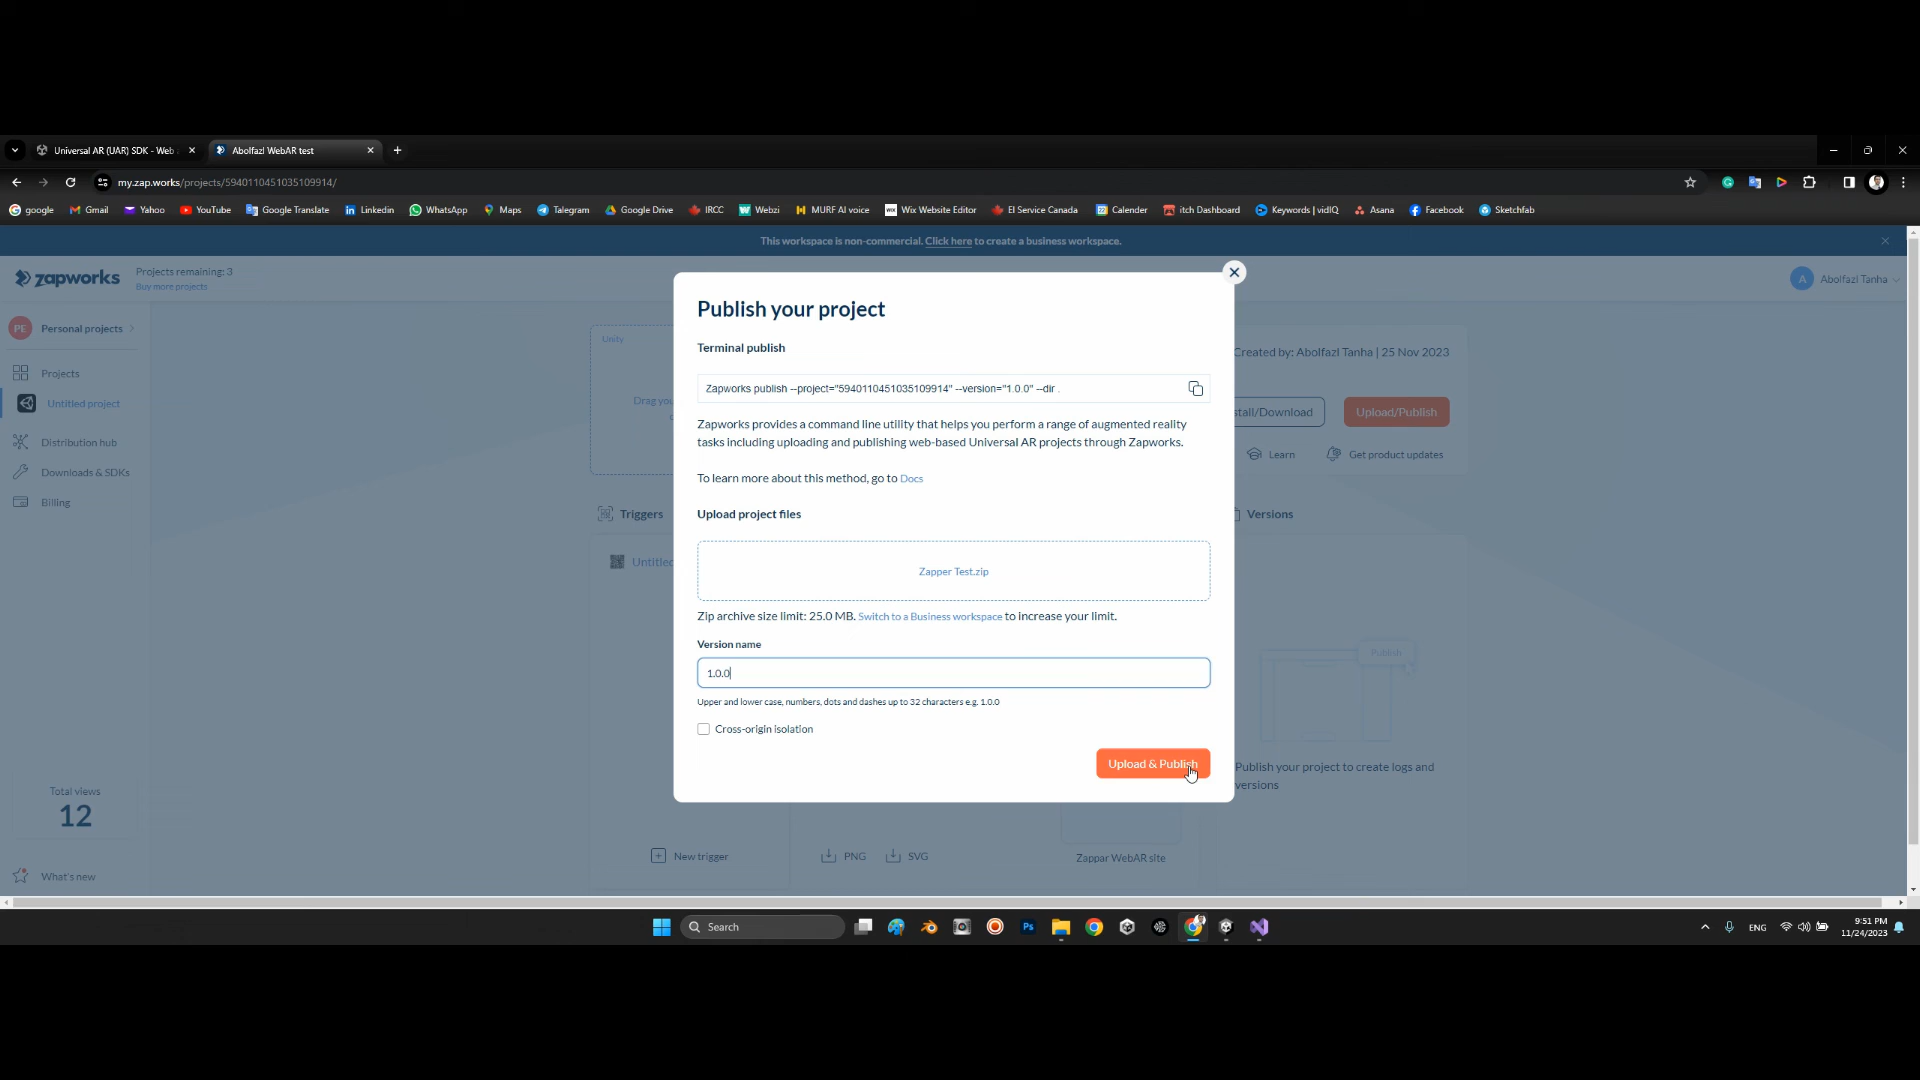 Universal AR (UAR) SDK - Web
Abolfazl WebAR test
my.zap.works/projects/5940110451035109914/
google
Gmail
Yahoo
YouTube
Google Translate
Linkedin
WhatsApp
Maps
Talegram
Google Drive
IRCC
Webzi
MURF AI voice
Wix Website Editor
EI Service Canada
Calender
itch Dashboard
Keywords | vidIQ
Asana
Facebook
Sketchfab
This workspace is non-commercial. Click here to create a business workspace.
zapworks
Projects remaining: 3
Buy more projects
A
Abolfazl Tanha
PE
Personal projects
Projects
Untitled project
Distribution hub
Downloads & SDKs
Billing
Total views
12
What's new
Unity
Triggers
New trigger
PNG
SVG
Zappar WebAR site
Publish your project
Terminal publish
Zapworks publish --project="5940110451035109914" --version="1.0.0" --dir .
Zapworks provides a command line utility that helps you perform a range of augmented reality
tasks including uploading and publishing web-based Universal AR projects through Zapworks.
To learn more about this method, go to Docs
Upload project files
Zapper Test.zip
Zip archive size limit: 25.0 MB. Switch to a Business workspace to increase your limit.
Version name
1.0.0
Upper and lower case, numbers, dots and dashes up to 32 characters e.g. 1.0.0
Cross-origin isolation
Upload & Publish
Created by: Abolfazl Tanha | 25 Nov 2023
stall/Download
Upload/Publish
Learn
Get product updates
Versions
Publish
Publish your project to create logs and
versions
Search
Ps
ENG
9:51 PM
11/24/2023